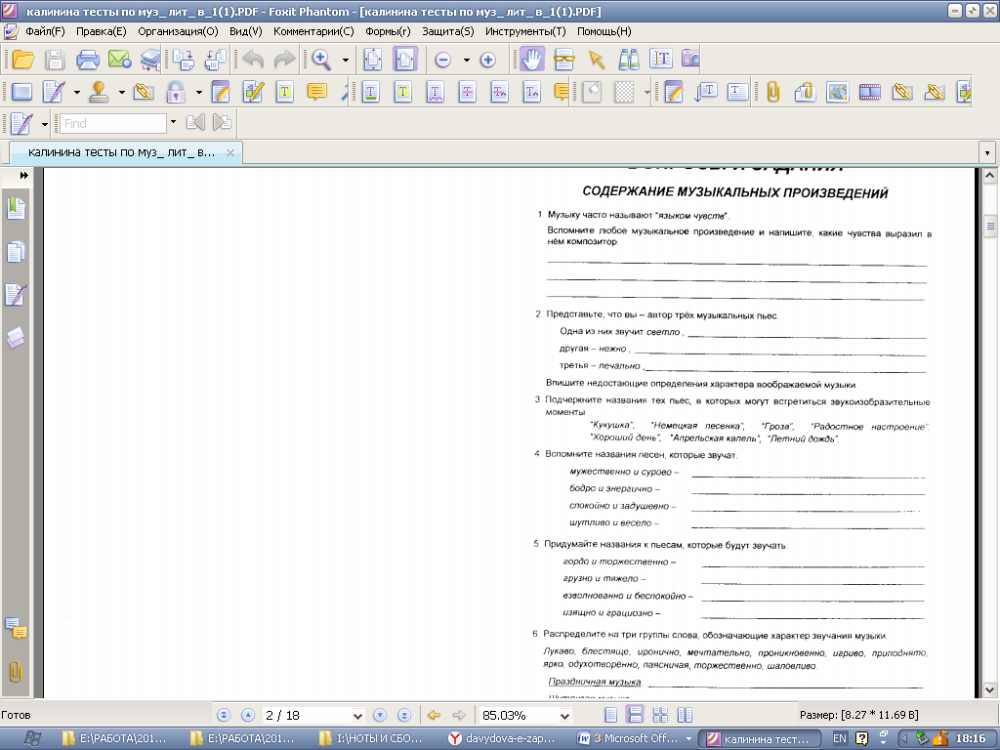 калинина тесты по муз_ лит_ в_1(1).PDF - Foxit Phantom - [калинина тесты по муз_ лит_ в_1(1).PDF]
Файл(F) Правка(E) Организация(O) Вид(V) Комментарии(C) Формы(r) Защита(S) Инструменты(T) Помощь(H)
Find
калинина тесты по муз_ лит_ в...
СОДЕРЖАНИЕ МУЗЫКАЛЬНЫХ ПРОИЗВЕДЕНИЙ
1. Музыку часто называют "языком чувств".
Вспомните любое музыкальное произведение и напишите, какие чувства выразил в
нём композитор.
2 Представьте, что вы – автор трёх музыкальных пьес.
Одна из них звучит светло ,
другая – нежно ,
третья – печально ,
Впишите недостающие определения характера воображаемой музыки.
3. Подчеркните названия тех пьес, в которых могут встретиться звукоизобразительные
моменты
"Кукушка", "Немецкая песенка", "Гроза", "Радостное настроение".
"Хороший день", "Апрельская капель", "Летний дождь".
4 Вспомните названия песен, которые звучат:
мужественно и сурово –
бодро и энергично –
спокойно и задушевно –
шутливо и весело –
5 Придумайте названия к пьесам, которые будут звучать
гордо и торжественно –
грузно и тяжело –
взволнованно и беспокойно –
изящно и грациозно –
6 Распределите на три группы слова, обозначающие характер звучания музыки.
Лукаво, блестяще, иронично, мечтательно, проникновенно, игриво, приподнято,
ярко, одухотворённо, паясничая, торжественно, шаловливо.
Праздничная музыка:
Готов 2 / 18 85.03% Размер: [8.27 * 11.69 В]
E:\РАБОТА\201... E:\РАБОТА\201... I:\НОТЫ И СБО... davydova-e-zap... 3 Microsoft Off... калинина тест... EN 18:16